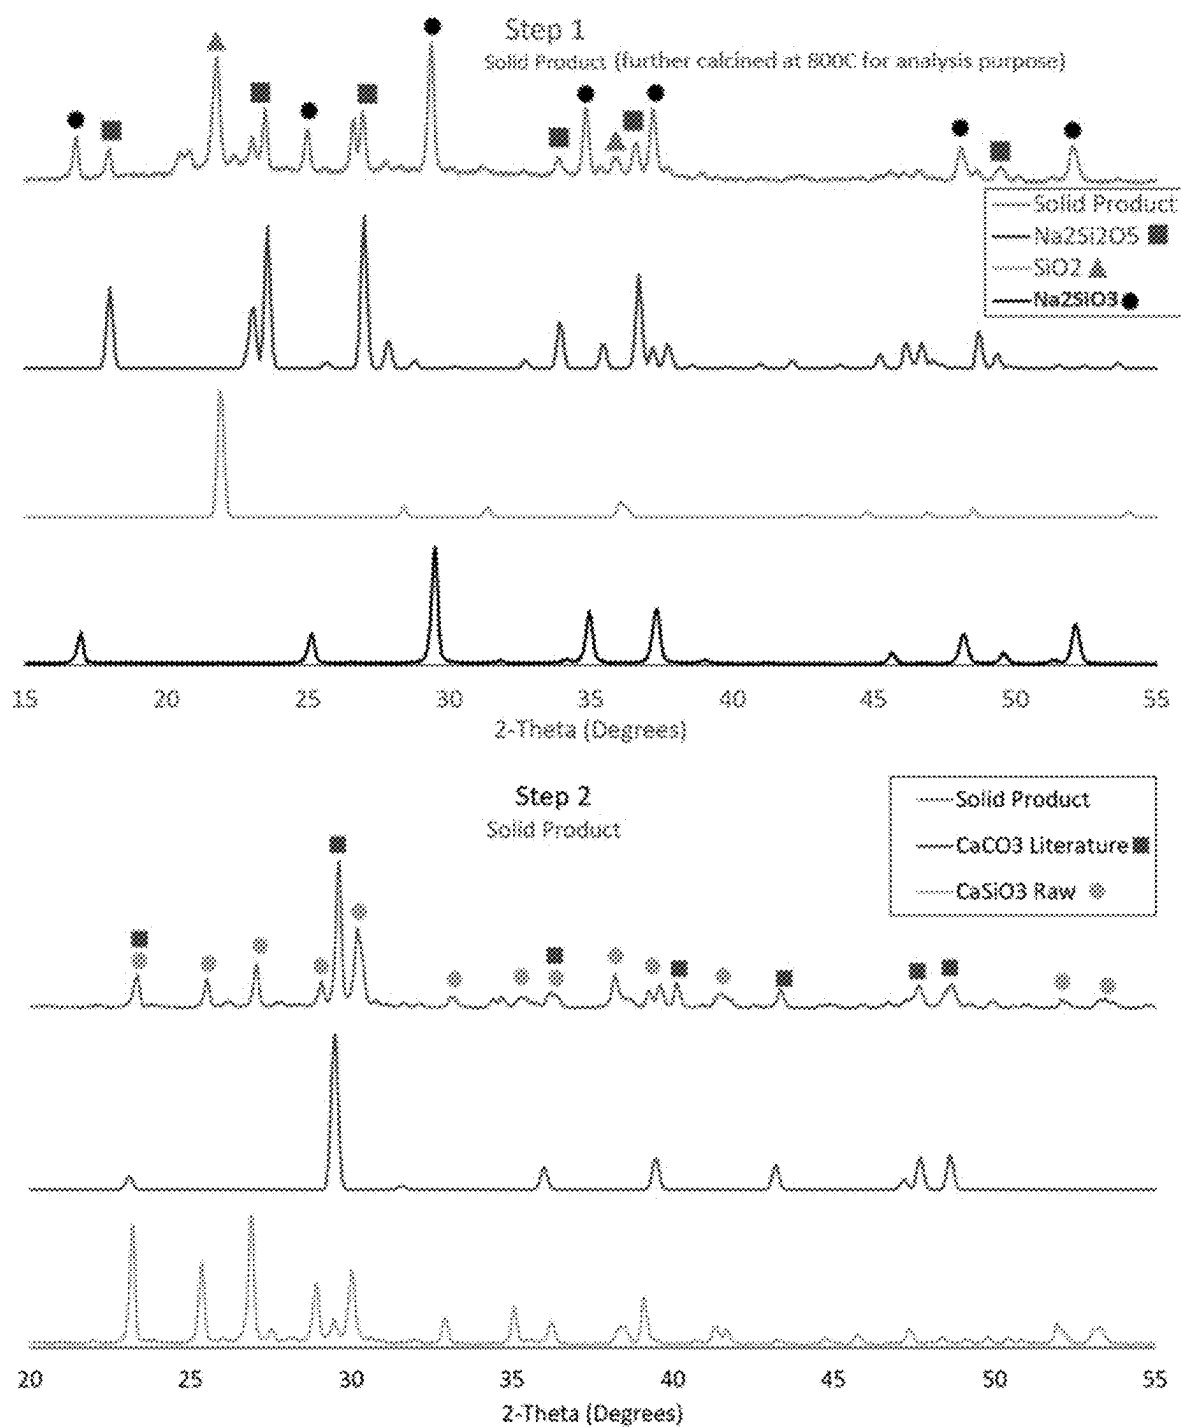 Step 1
Solid Product (further calcined at 800C for analysis purpose)
Solid Product
Na2Si2O5
SiO2
Na2SiO3
15 20 25 30 35 40 45 50 55
2-Theta (Degrees)
Step 2
Solid Product
Solid Product
CaCO3 Literature
CaSiO3 Raw
20 25 30 35 40 45 50 55
2-Theta (Degrees)